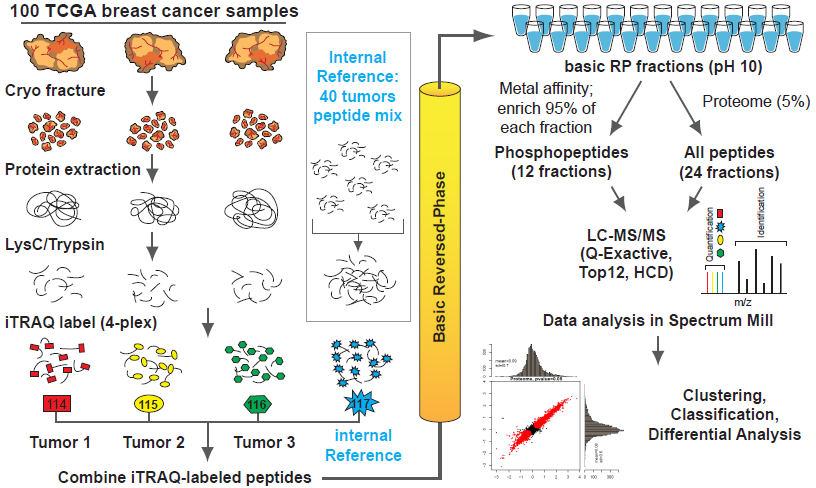 100 TCGA breast cancer samples
Cryo fracture
Protein extraction
LysC/Trypsin
iTRAQ label (4-plex)
114
115
116
117
Tumor 1
Tumor 2
Tumor 3
internal
Reference
Combine iTRAQ-labeled peptides
Internal
Reference:
40 tumors
peptide mix
Basic Reversed-Phase
basic RP fractions (pH 10)
Metal affinity;
enrich 95% of
each fraction
Proteome (5%)
Phosphopeptides
(12 fractions)
All peptides
(24 fractions)
LC-MS/MS
(Q-Exactive,
Top12, HCD)
Quantification
Identification
m/z
Data analysis in Spectrum Mill
Proteome, pvalue=0.05
Clustering,
Classification,
Differential Analysis